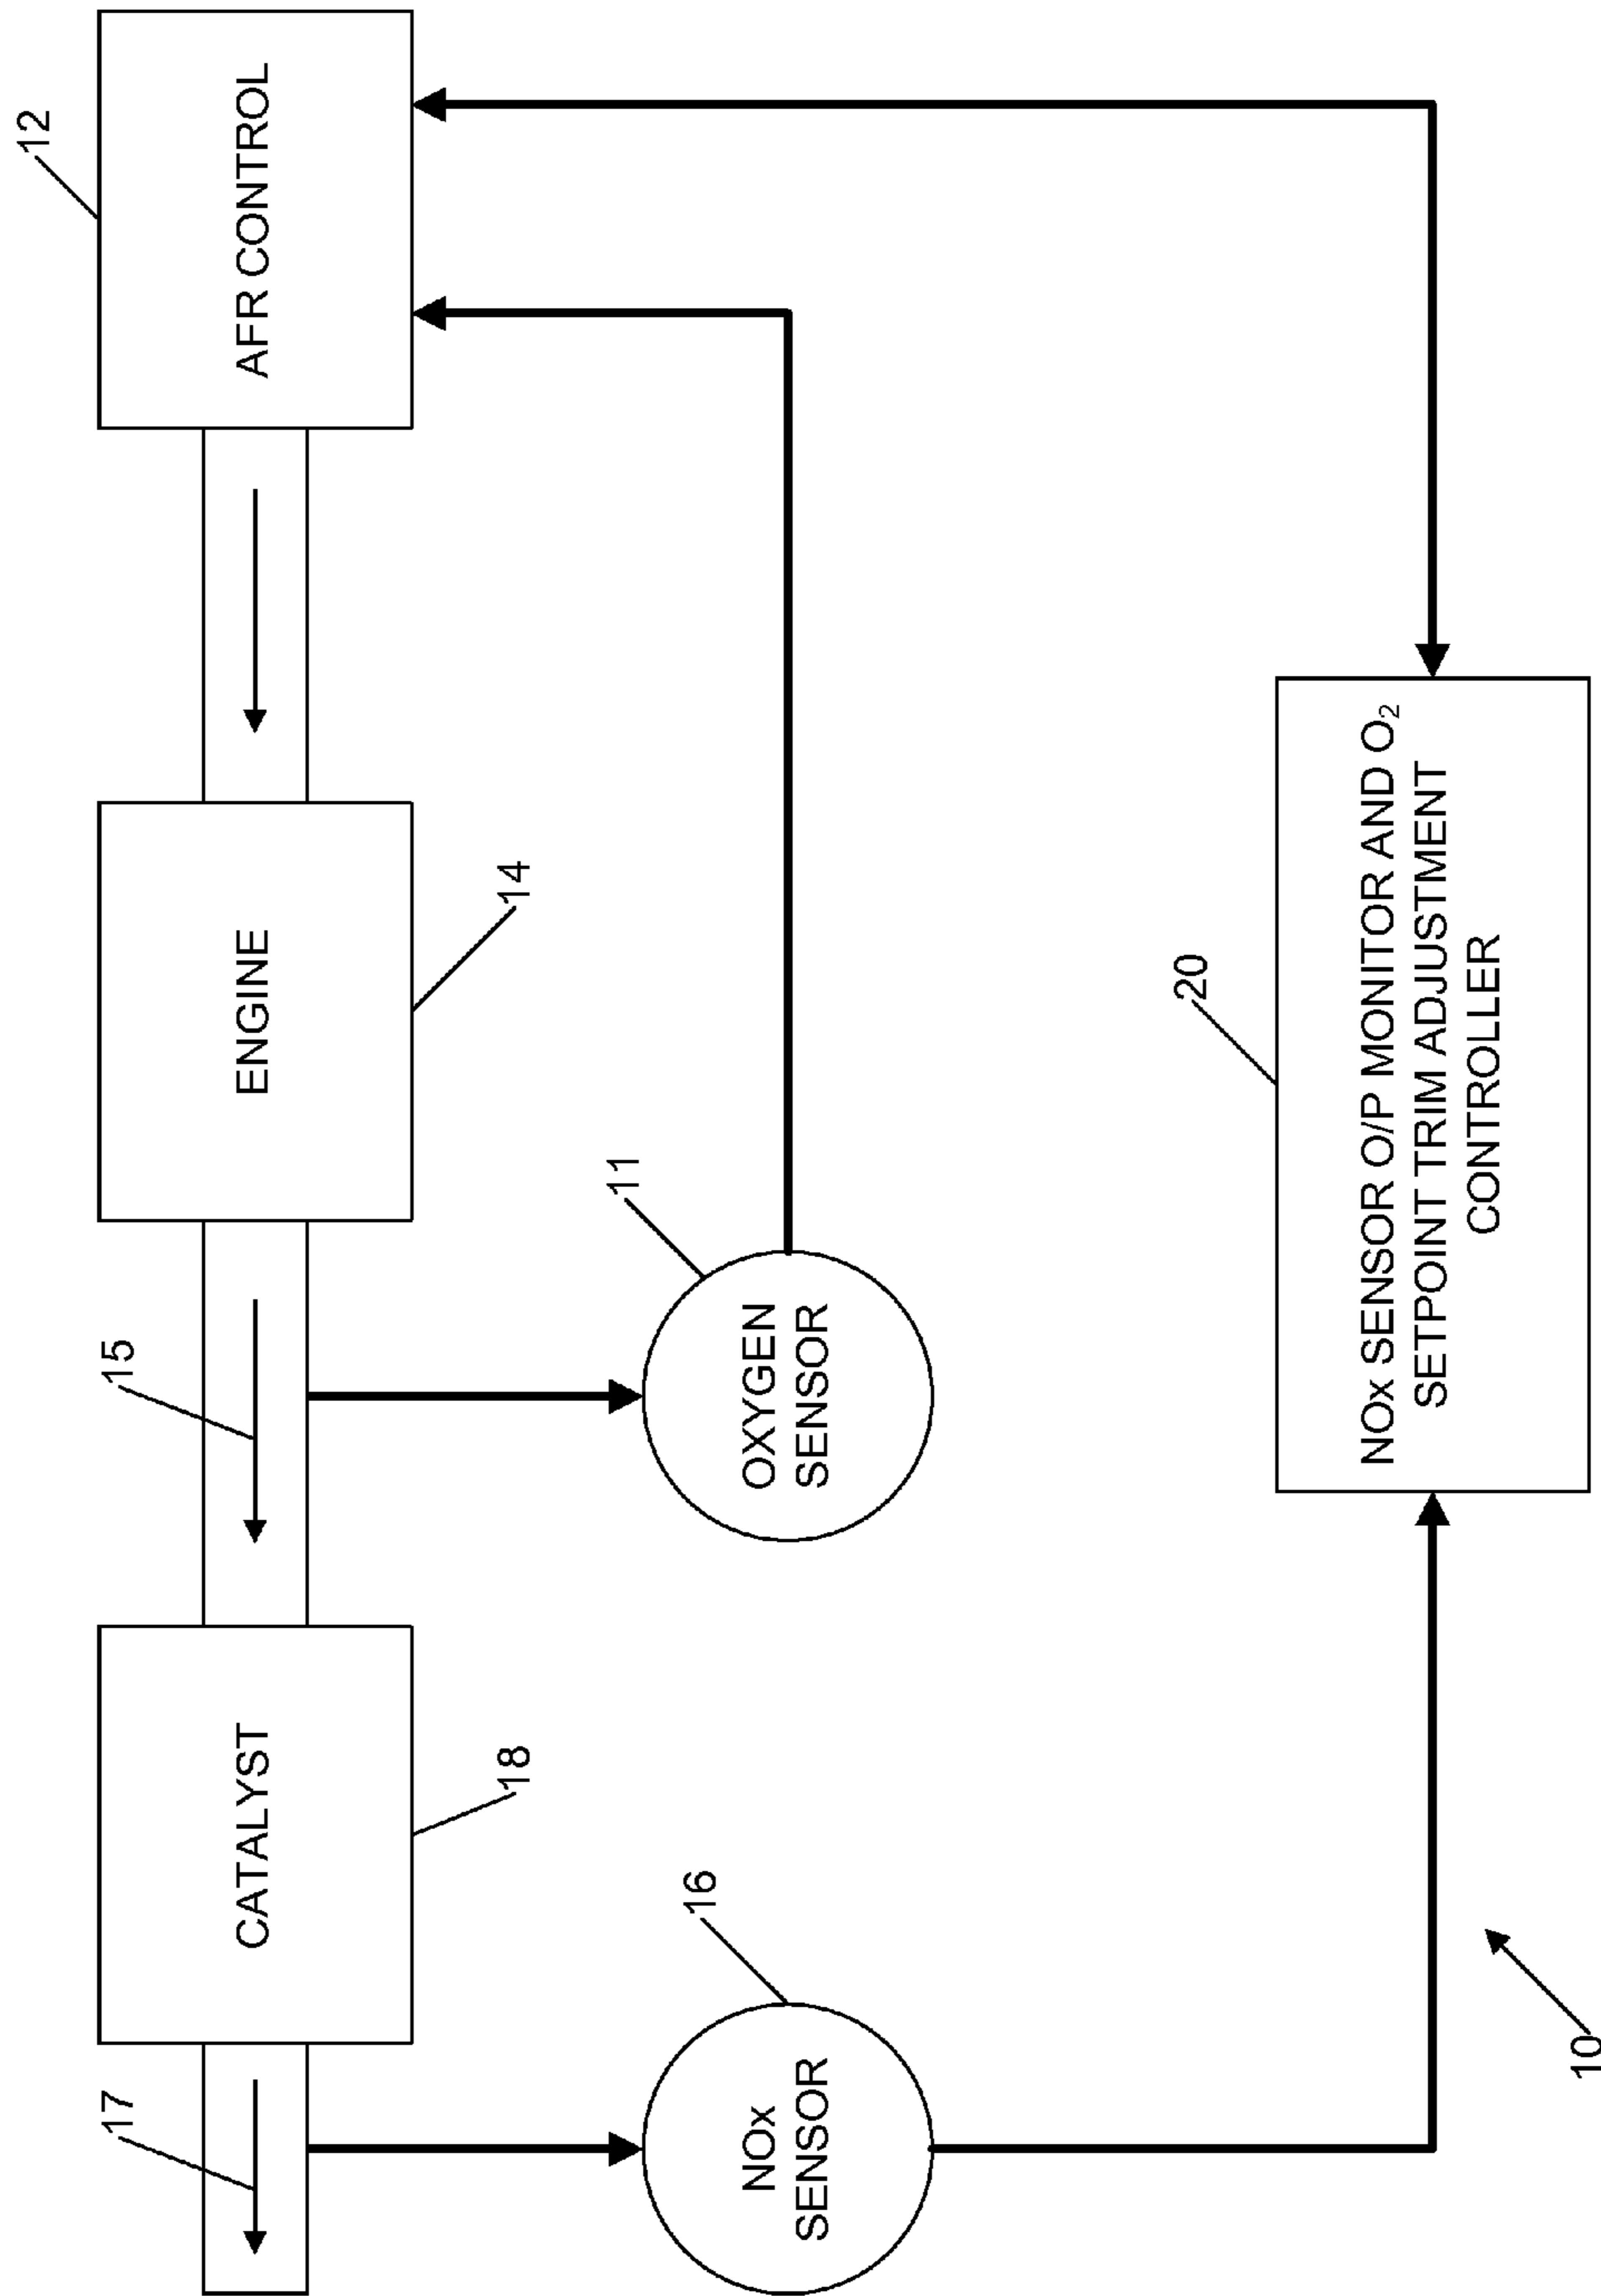 12
AFR CONTROL
ENGINE
14
15
CATALYST
18
17
11
OXYGEN
SENSOR
16
NOx
SENSOR
20
NOx SENSOR O/P MONITOR AND O₂
SETPOINT TRIM ADJUSTMENT
CONTROLLER
10